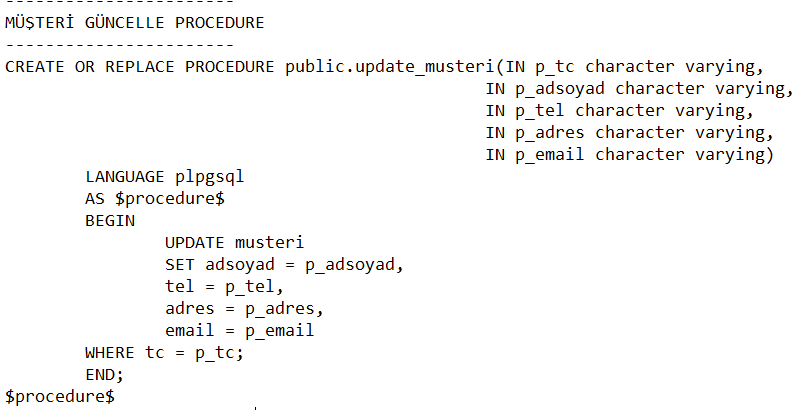 -----------------------
MÜŞTERİ GÜNCELLE PROCEDURE
-----------------------
CREATE OR REPLACE PROCEDURE public.update_musteri(IN p_tc character varying,
IN p_adsoyad character varying,
IN p_tel character varying,
IN p_adres character varying,
IN p_email character varying)
LANGUAGE plpgsql
AS $procedure$
BEGIN
UPDATE musteri
SET adsoyad = p_adsoyad,
tel = p_tel,
adres = p_adres,
email = p_email
WHERE tc = p_tc;
END;
$procedure$